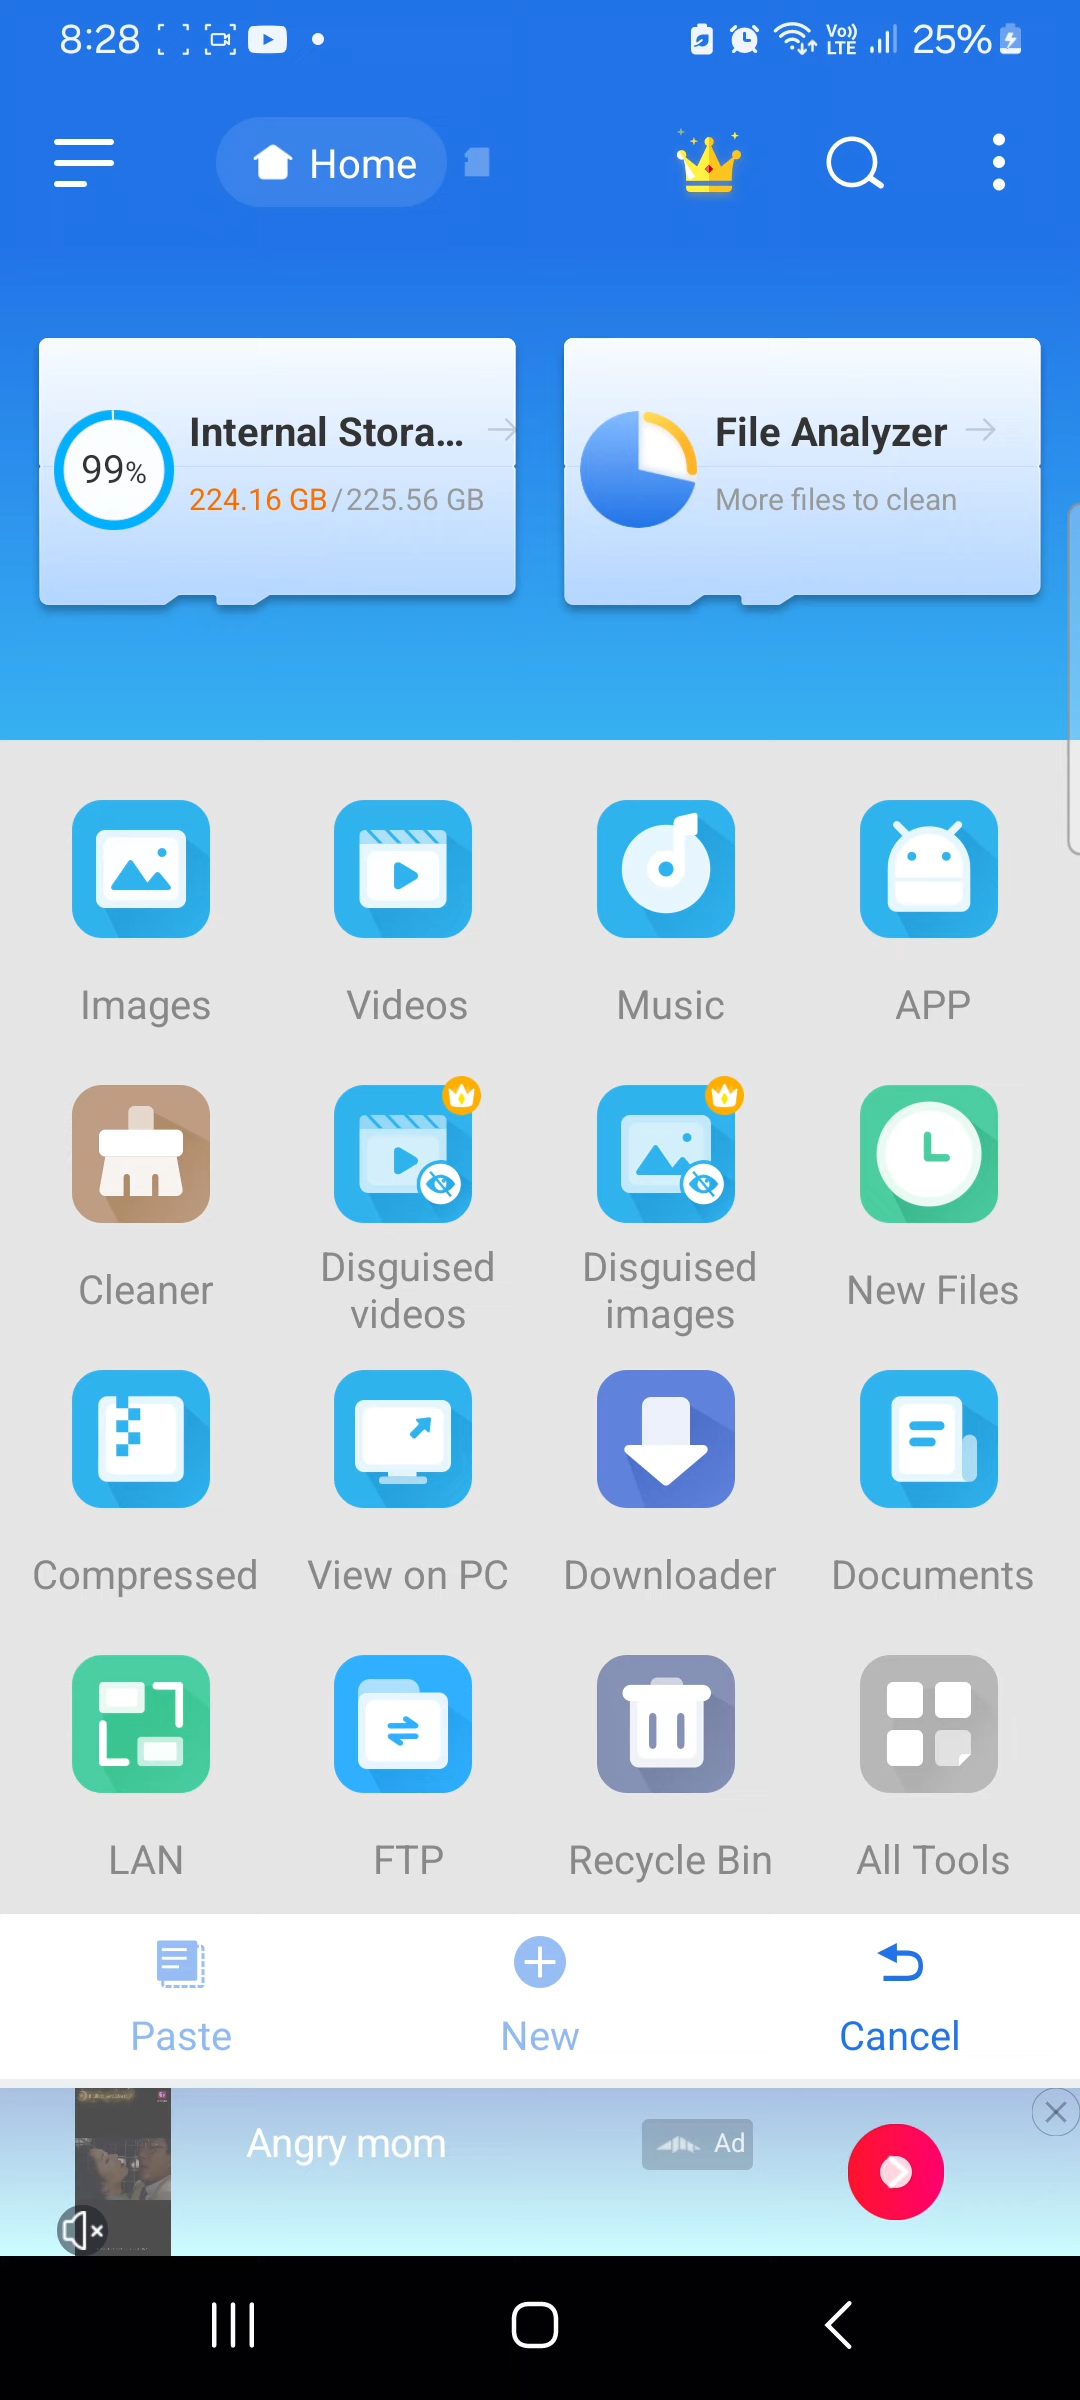 8:28
Vo)) LTE
25%
Home
99%
Internal Stora...
224.16 GB/225.56 GB
File Analyzer
More files to clean
Images
Videos
Music
APP
Cleaner
Disguised videos
Disguised images
New Files
Compressed
View on PC
Downloader
Documents
LAN
FTP
Recycle Bin
All Tools
Paste
New
Cancel
Angry mom
Ad